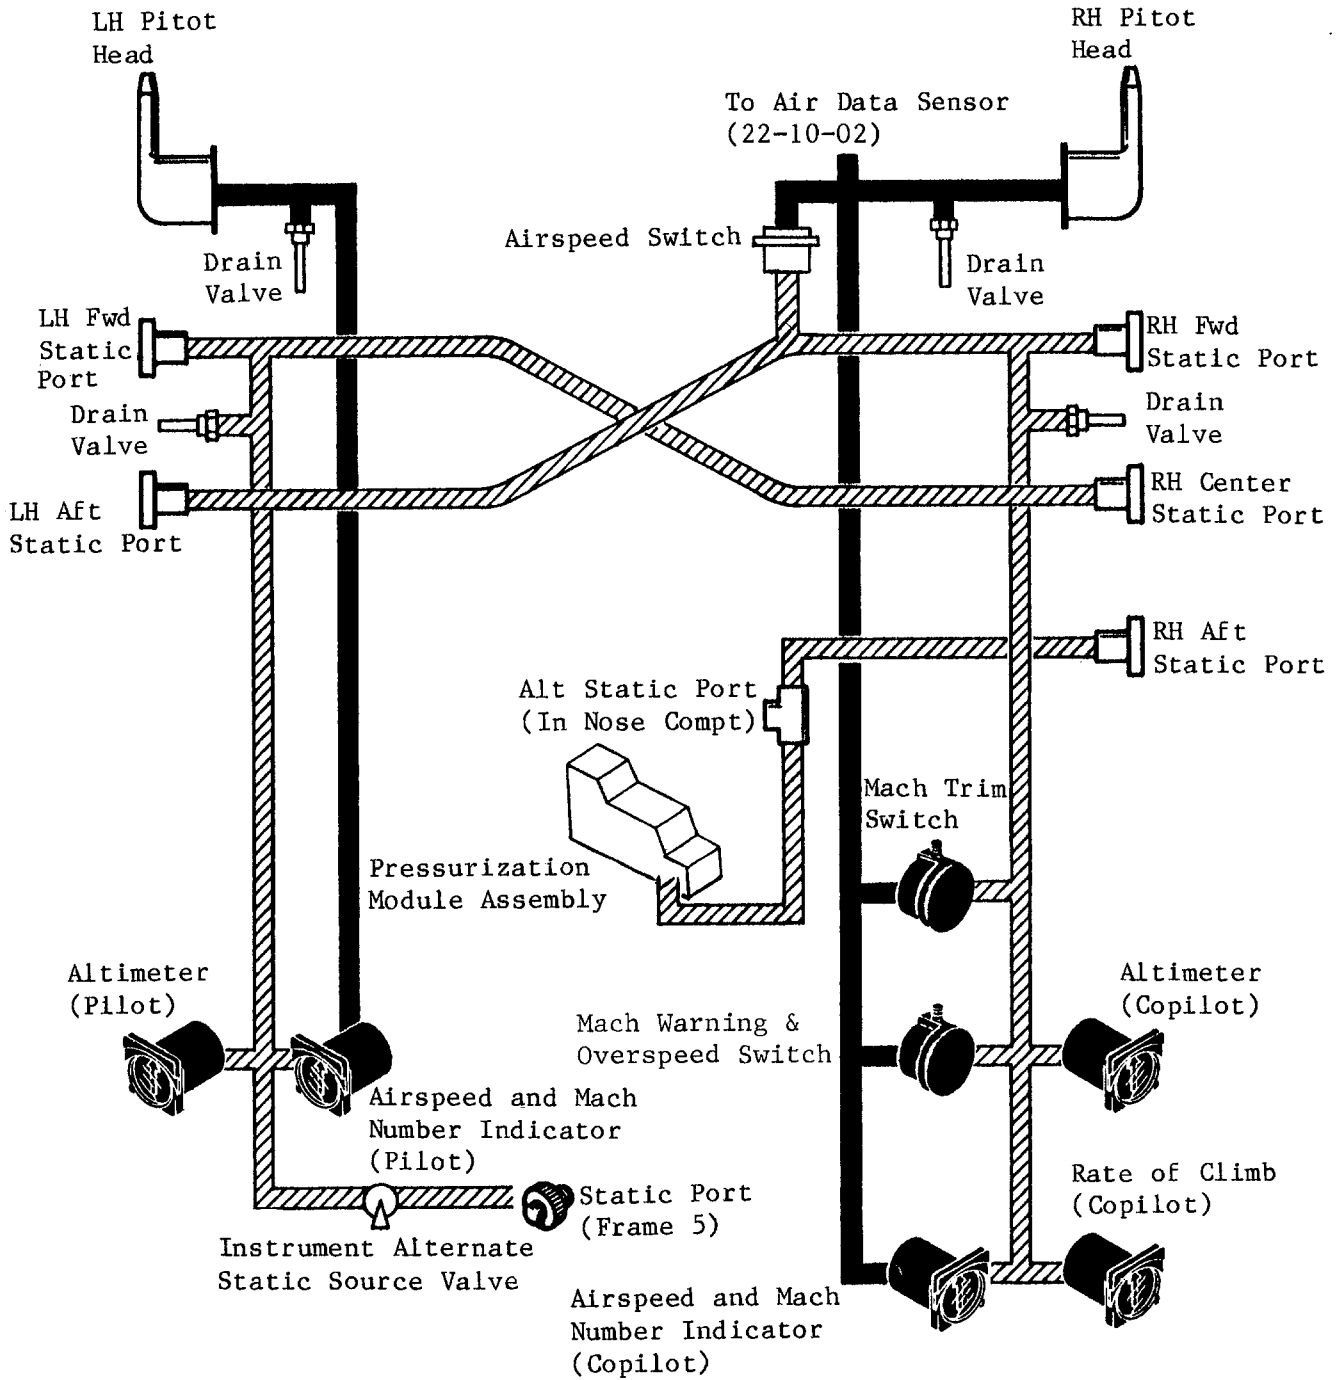 LH Pitot
Head
RH Pitot
Head
To Air Data Sensor
(22-10-02)
Airspeed Switch
Drain
Valve
Drain
Valve
LH Fwd
Static
Port
RH Fwd
Static Port
Drain
Valve
Drain
Valve
LH Aft
Static Port
RH Center
Static Port
RH Aft
Static Port
Alt Static Port
(In Nose Compt)
Mach Trim
Switch
Pressurization
Module Assembly
Altimeter
(Pilot)
Altimeter
(Copilot)
Mach Warning &
Overspeed Switch
Airspeed and Mach
Number Indicator
(Pilot)
Rate of Climb
(Copilot)
Static Port
(Frame 5)
Instrument Alternate
Static Source Valve
Airspeed and Mach
Number Indicator
(Copilot)